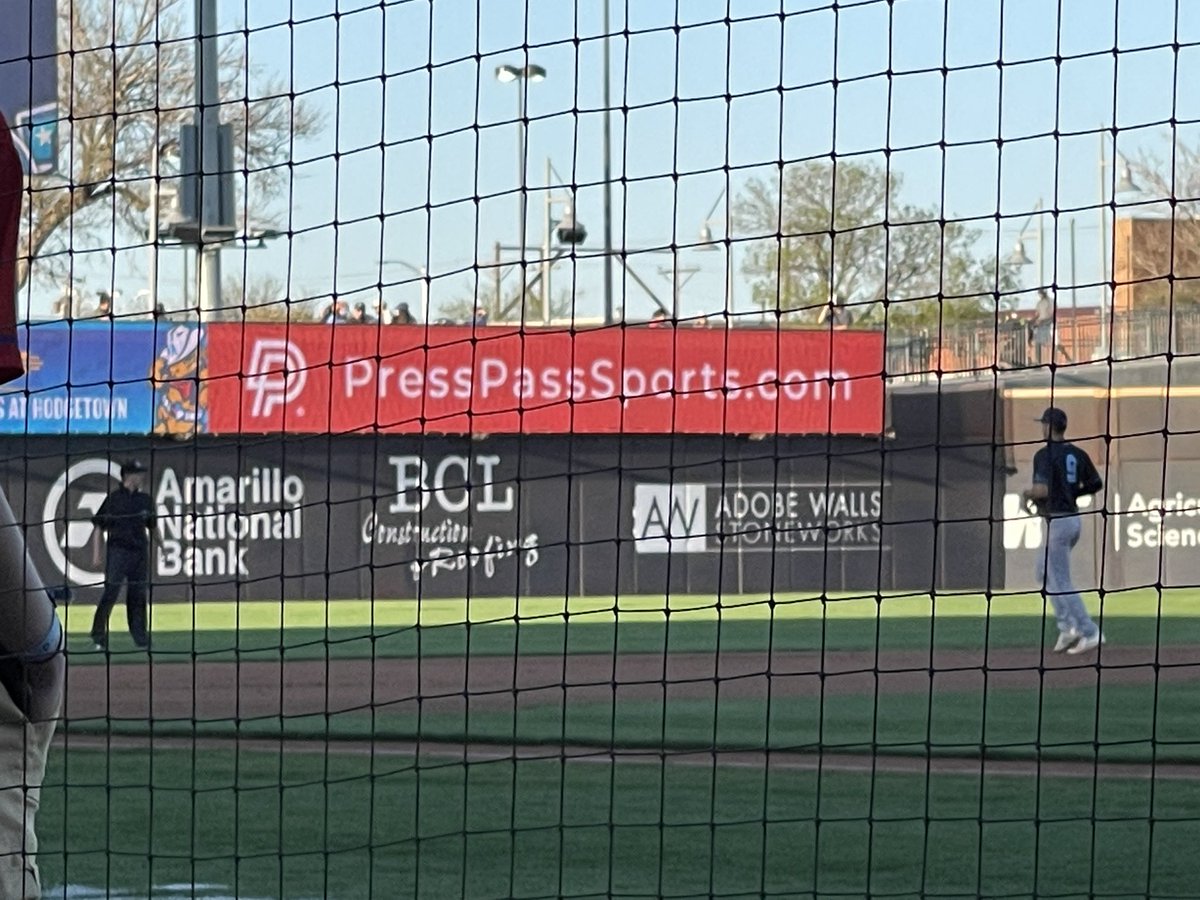 S AT HODGETOWN
PressPassSports.com
Amarillo
National
Bank
BCL
Construction
& Roofing
AW
ADOBE WALLS
STONEWORKS
9
Agric
Scien